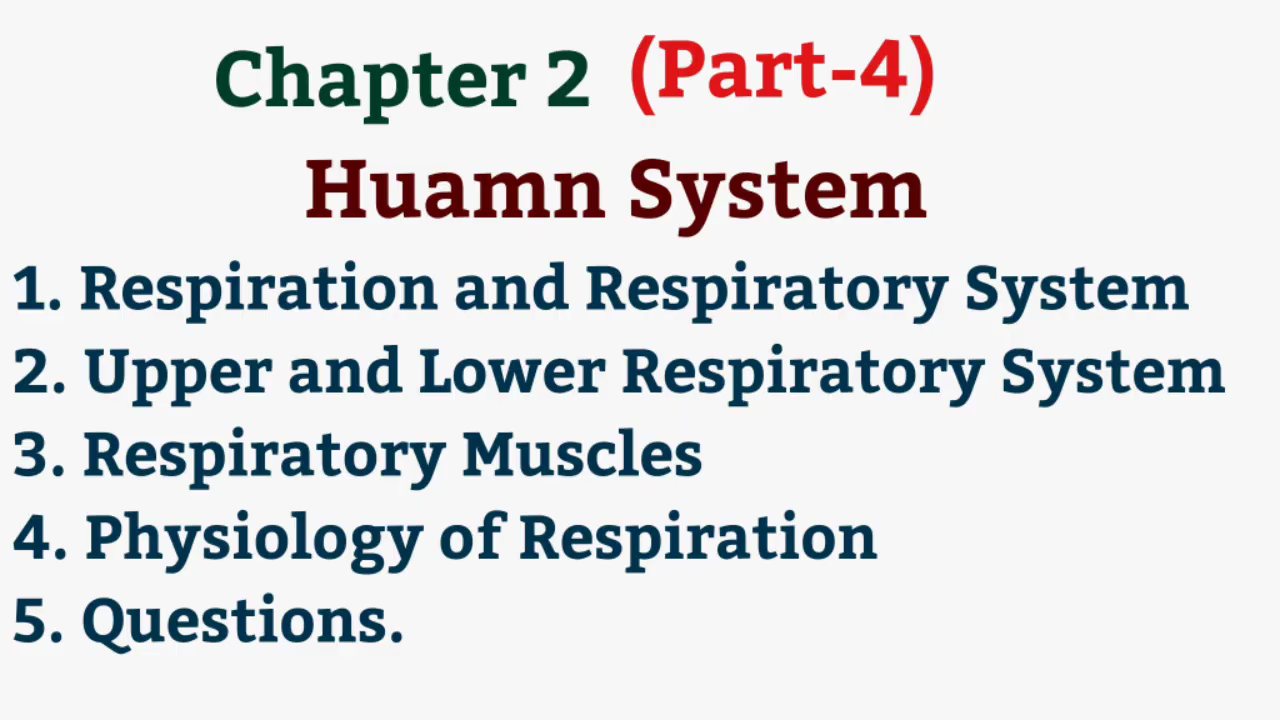 Chapter 2 (Part-4)
Huamn System
1. Respiration and Respiratory System
2. Upper and Lower Respiratory System
3. Respiratory Muscles
4. Physiology of Respiration
5. Questions.